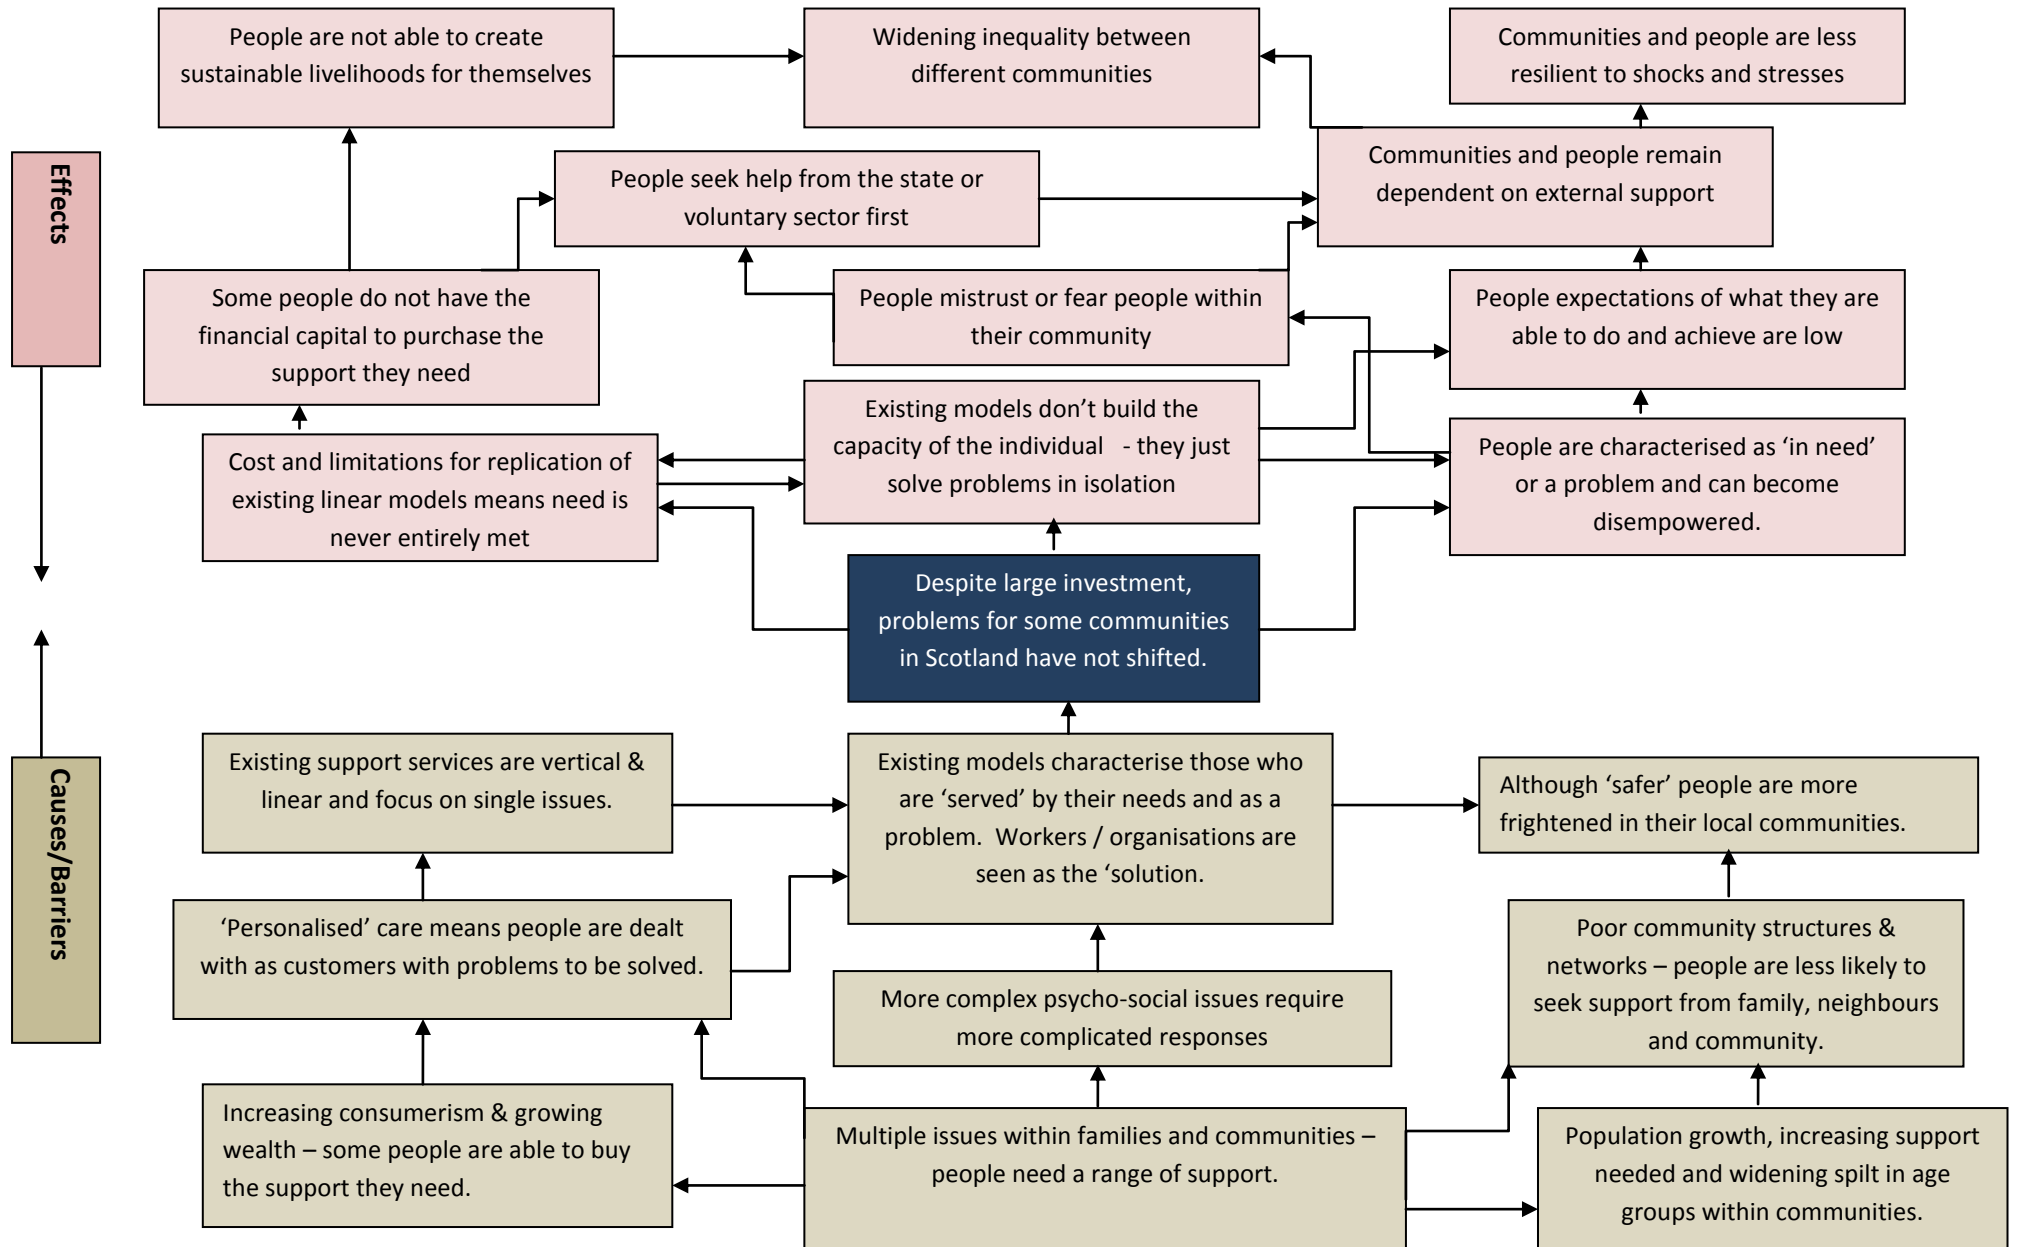 People are not able to create
sustainable livelihoods for themselves
Widening inequality between
different communities
Communities and people are less
resilient to shocks and stresses
Effects
People seek help from the state or
voluntary sector first
Communities and people remain
dependent on external support
Some people do not have the
financial capital to purchase the
support they need
People mistrust or fear people within
their community
People expectations of what they are
able to do and achieve are low
Cost and limitations for replication of
existing linear models means need is
never entirely met
Existing models don’t build the
capacity of the individual - they just
solve problems in isolation
People are characterised as ‘in need’
or a problem and can become
disempowered.
Despite large investment,
problems for some communities
in Scotland have not shifted.
Causes/Barriers
Existing support services are vertical &
linear and focus on single issues.
Existing models characterise those who
are ‘served’ by their needs and as a
problem. Workers / organisations are
seen as the ‘solution.
Although ‘safer’ people are more
frightened in their local communities.
‘Personalised’ care means people are dealt
with as customers with problems to be solved.
More complex psycho-social issues require
more complicated responses
Poor community structures &
networks – people are less likely to
seek support from family, neighbours
and community.
Increasing consumerism & growing
wealth – some people are able to buy
the support they need.
Multiple issues within families and communities –
people need a range of support.
Population growth, increasing support
needed and widening spilt in age
groups within communities.